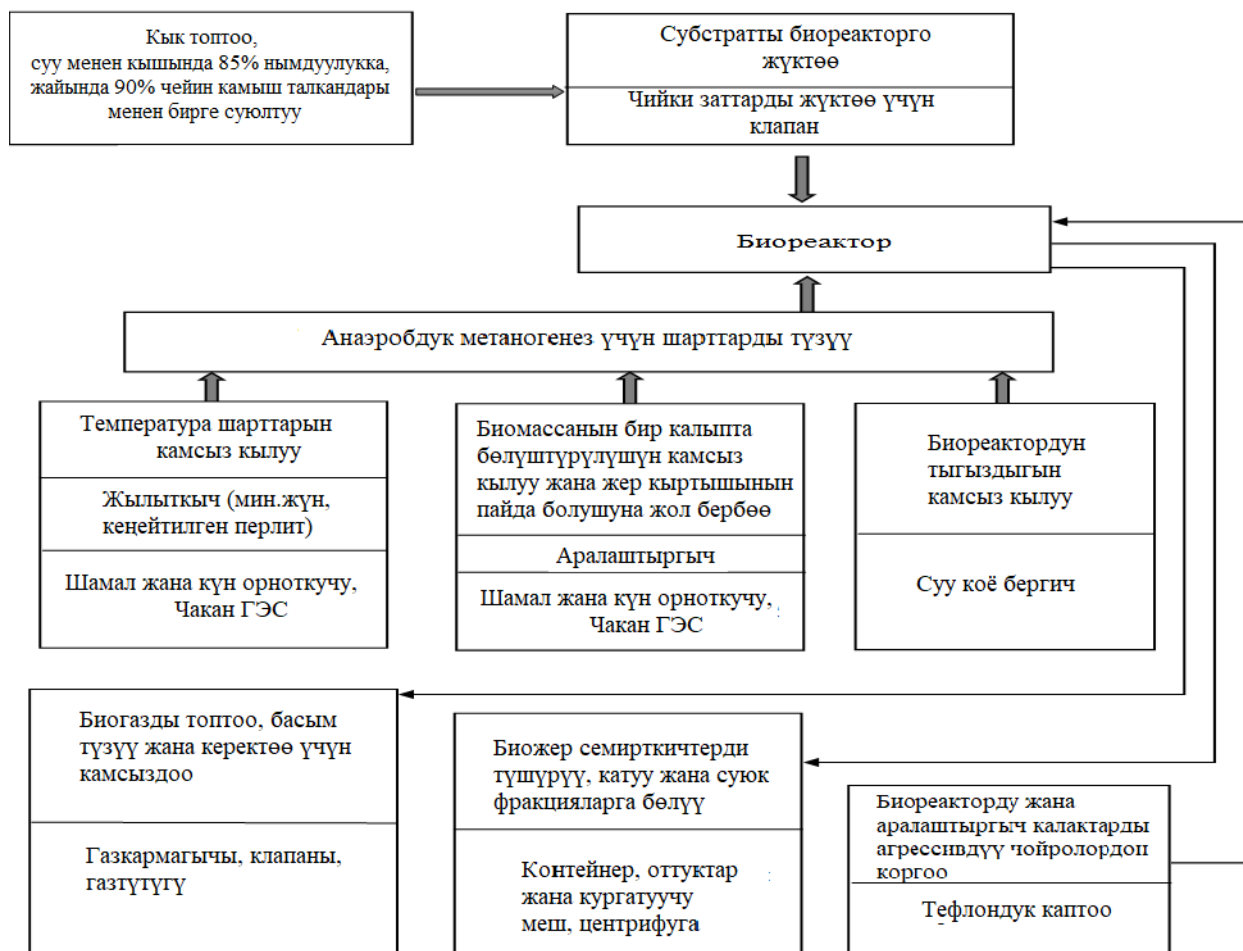 Кык топтоо,
суу менен кышында 85% нымдуулукка,
жайында 90% чейин камыш талкандары
менен бирге суюлтуу
Субстратты биореакторго
жүктөө
Чийки заттарды жүктөө үчүн
клапан
Биореактор
Анаэробдук метаногенез үчүн шарттарды түзүү
Температура шарттарын
камсыз кылуу
Жылыткыч (мин.жүн,
кеңейтилген перлит)
Шамал жана күн орноткучу,
Чакан ГЭС
Биомассанын бир калыпта
бөлүштүрүлүшүн камсыз
кылуу жана жер кыртышынын
пайда болушуна жол бербөө
Аралаштыргыч
Шамал жана күн орноткучу,
Чакан ГЭС
Биореактордун
тыгыздыгын
камсыз кылуу
Суу коё бергич
Биогазды топтоо, басым
түзүү жана керектөө үчүн
камсыздоо
Газкармагычы, клапаны,
газтүтүгү
Биожер семирткичтерди
түшүрүү, катуу жана суюк
фракцияларга бөлүү
Контейнер, оттуктар
жана кургатуучу
меш, центрифуга
Биореакторду жана
аралаштыргыч калактарды
агрессивдүү чойролордон
коргоо
Тефлондук каптоо